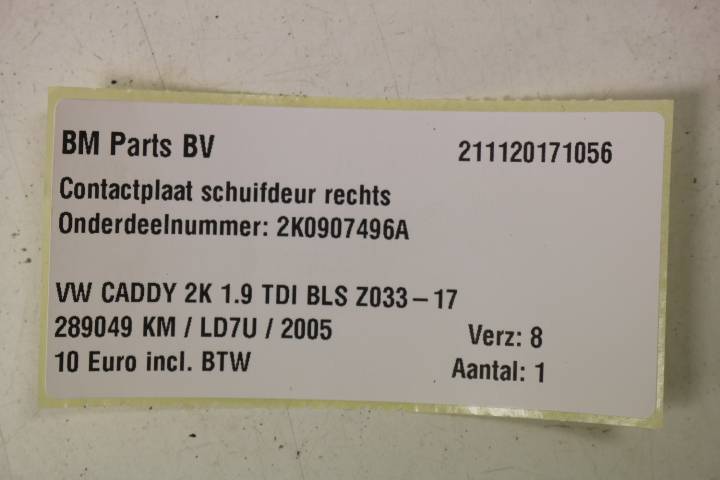 BM Parts BV 211120171056
Contactplaat schuifdeur rechts
Onderdeelnummer: 2K0907496A
VW CADDY 2K 1.9 TDI BLS Z033-17
289049 KM / LD7U / 2005 Verz: 8
10 Euro incl. BTW Aantal: 1